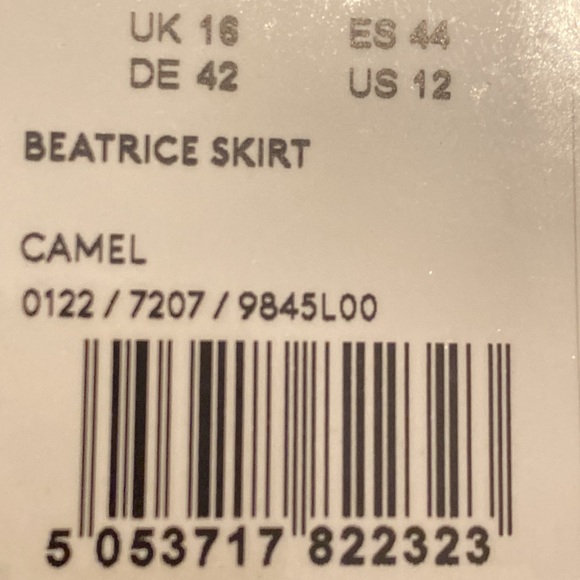 UK 16 ES 44
DE 42 US 12
BEATRICE SKIRT
CAMEL
0122 / 7207 / 9845L00
5 053717 822323